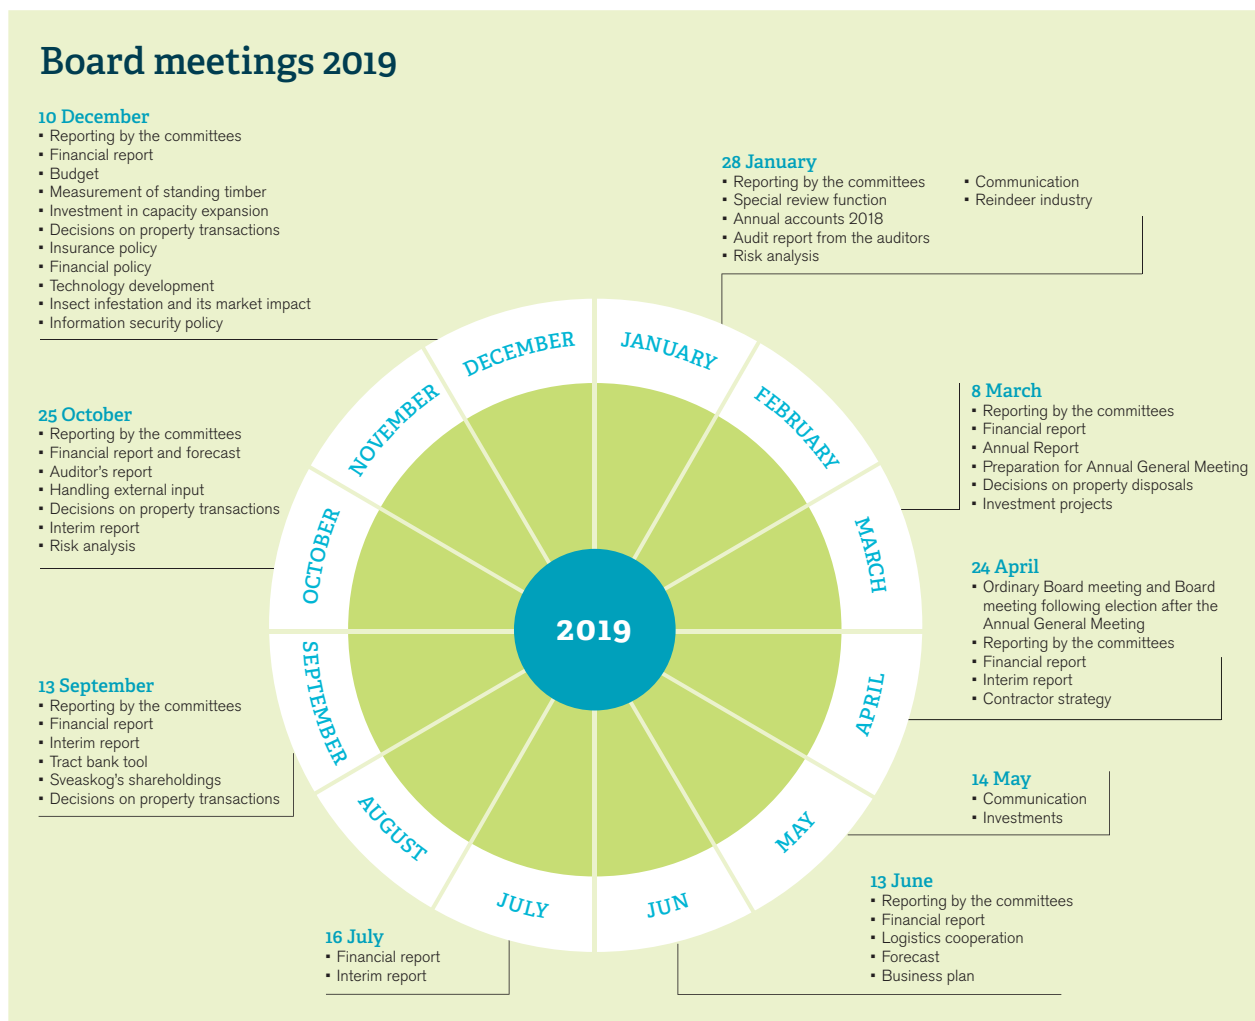 Board meetings 2019
10 December
▪ Reporting by the committees
▪ Financial report
▪ Budget
▪ Measurement of standing timber
▪ Investment in capacity expansion
▪ Decisions on property transactions
▪ Insurance policy
▪ Financial policy
▪ Technology development
▪ Insect infestation and its market impact
▪ Information security policy
28 January
▪ Reporting by the committees
▪ Special review function
▪ Annual accounts 2018
▪ Audit report from the auditors
▪ Risk analysis
▪ Communication
▪ Reindeer industry
8 March
▪ Reporting by the committees
▪ Financial report
▪ Annual Report
▪ Preparation for Annual General Meeting
▪ Decisions on property disposals
▪ Investment projects
24 April
▪ Ordinary Board meeting and Board
meeting following election after the
Annual General Meeting
▪ Reporting by the committees
▪ Financial report
▪ Interim report
▪ Contractor strategy
14 May
▪ Communication
▪ Investments
13 June
▪ Reporting by the committees
▪ Financial report
▪ Logistics cooperation
▪ Forecast
▪ Business plan
16 July
▪ Financial report
▪ Interim report
13 September
▪ Reporting by the committees
▪ Financial report
▪ Interim report
▪ Tract bank tool
▪ Sveaskog's shareholdings
▪ Decisions on property transactions
25 October
▪ Reporting by the committees
▪ Financial report and forecast
▪ Auditor's report
▪ Handling external input
▪ Decisions on property transactions
▪ Interim report
▪ Risk analysis
JANUARY
FEBRUARY
MARCH
APRIL
MAY
JUN
JULY
AUGUST
SEPTEMBER
OCTOBER
NOVEMBER
DECEMBER
2019